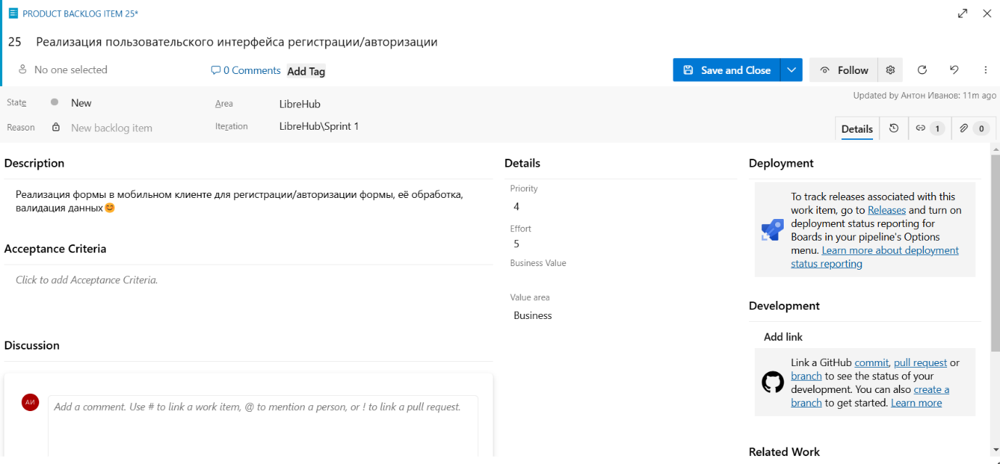 PRODUCT BACKLOG ITEM 25*
25 Реализация пользовательского интерфейса регистрации/авторизации
No one selected
0 Comments
Add Tag
Save and Close
Follow
Updated by Антон Иванов: 11m ago
State
New
Area
LibreHub
Reason
New backlog item
Iteration
LibreHub\Sprint 1
Details
1
0
Description
Реализация формы в мобильном клиенте для регистрации/авторизации формы, её обработка,
валидация данных😊
Acceptance Criteria
Click to add Acceptance Criteria.
Discussion
АИ
Add a comment. Use # to link a work item, @ to mention a person, or ! to link a pull request.
Details
Priority
4
Effort
5
Business Value
Value area
Business
Deployment
To track releases associated with this
work item, go to Releases and turn on
deployment status reporting for
Boards in your pipeline's Options
menu. Learn more about deployment
status reporting
Development
Add link
Link a GitHub commit, pull request or
branch to see the status of your
development. You can also create a
branch to get started. Learn more
Related Work